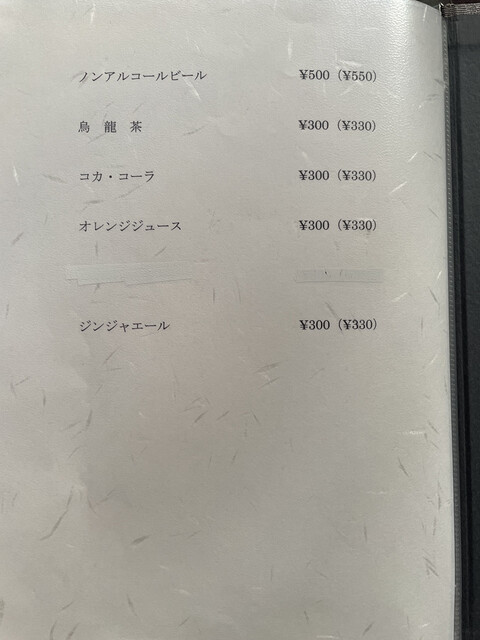 ノンアルコールビール ¥500（¥550）
烏 龍 茶 ¥300（¥330）
コカ・コーラ ¥300（¥330）
オレンジジュース ¥300（¥330）
ジンジャエール ¥300（¥330）